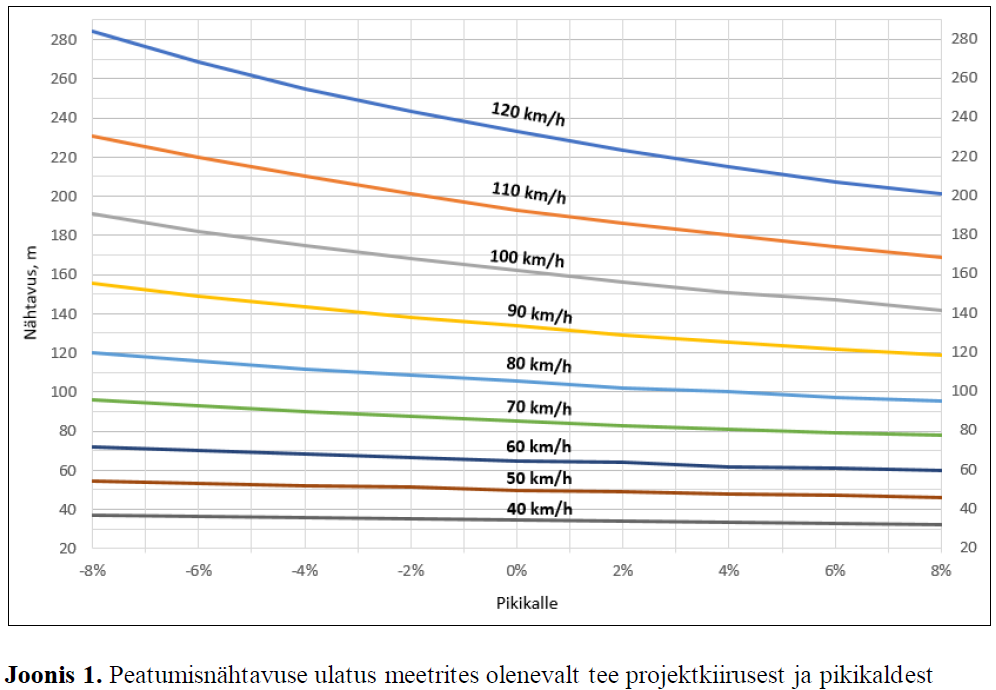 280
280
260
260
120 km/h
240
240
220
220
110 km/h
200
200
180
180
100 km/h
160
160
90 km/h
140
140
80 km/h
120
120
100
100
70 km/h
80
80
60 km/h
60
60
50 km/h
40 km/h
40
40
20
20
Nähtavus, m
-8% -6% -4% -2% 0% 2% 4% 6% 8%
Pikikalle
Joonis 1. Peatumisnähtavuse ulatus meetrites olenevalt tee projektkiirusest ja pikikaldest